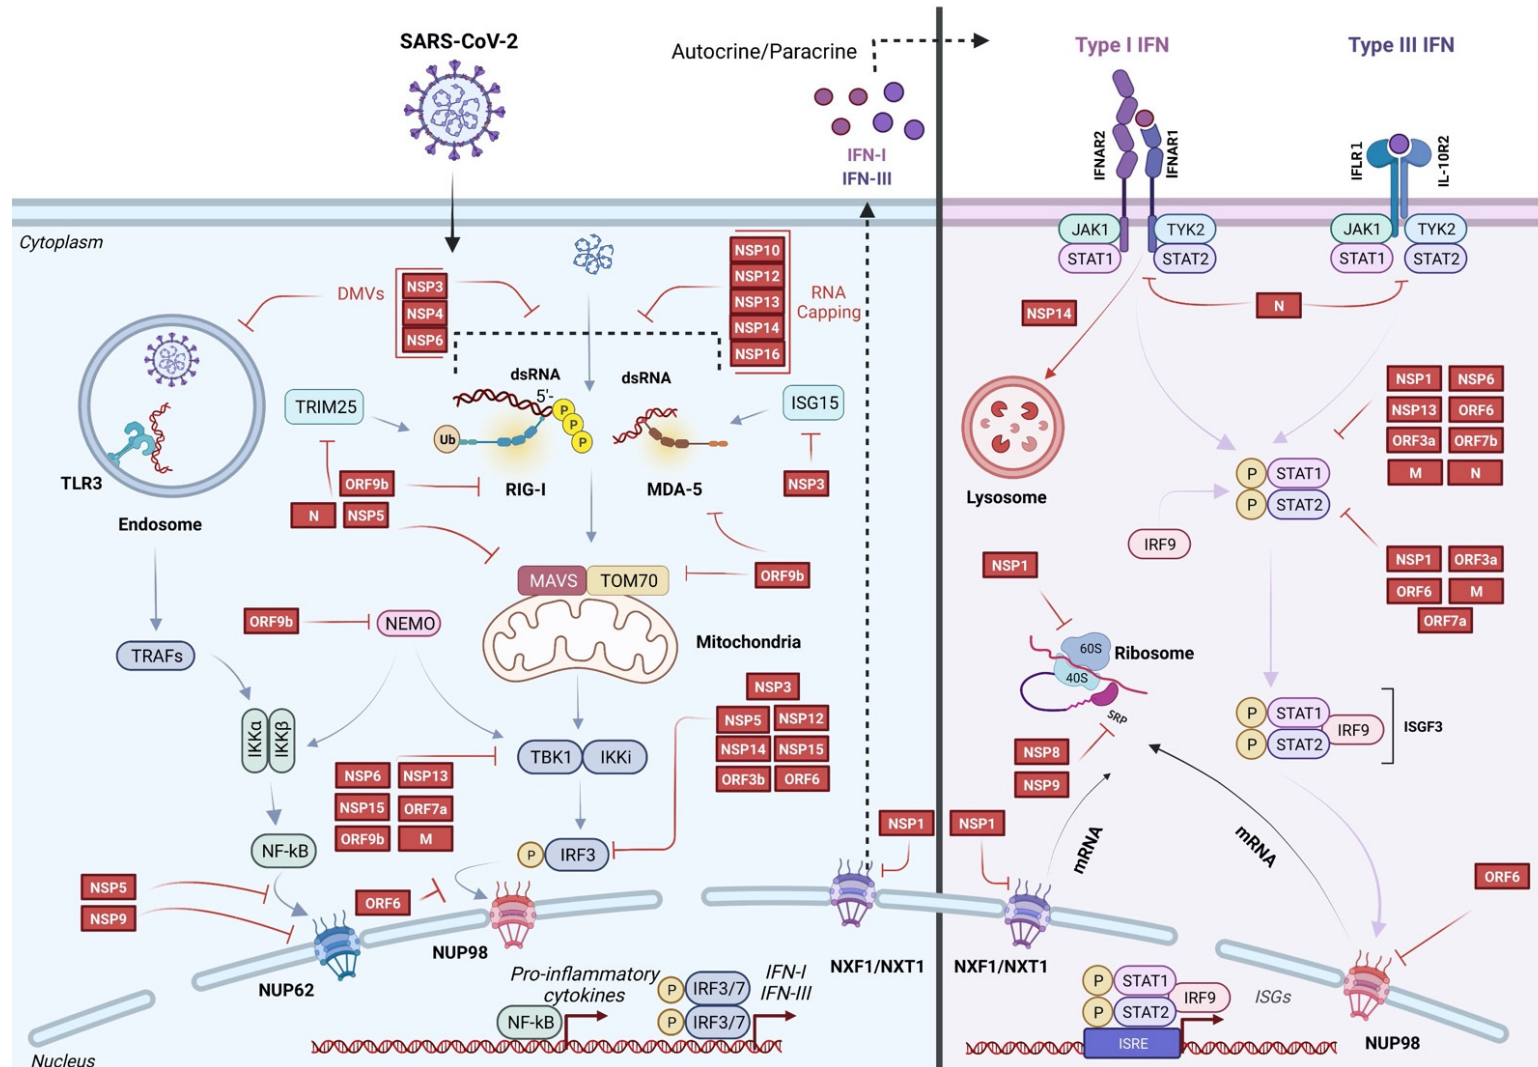 SARS-CoV-2
Autocrine/Paracrine
IFN-I
IFN-III
Cytoplasm
DMVs
NSP3
NSP4
NSP6
NSP10
NSP12
NSP13
NSP14
NSP16
RNA
Capping
dsRNA
5'-
dsRNA
P
P
P
TRIM25
Ub
ISG15
TLR3
Endosome
RIG-I
MDA-5
NSP3
ORF9b
N
NSP5
MAVS
TOM70
ORF9b
Mitochondria
ORF9b
NEMO
TRAFs
IKKα
IKKβ
TBK1
IKKi
NSP3
NSP5
NSP12
NSP14
NSP15
ORF3b
ORF6
NSP6
NSP13
NSP15
ORF7a
ORF9b
M
NF-kB
P
IRF3
NSP5
NSP9
ORF6
NUP62
NUP98
NSP1
NXF1/NXT1
Pro-inflammatory
cytokines
IFN-I
IFN-III
NF-kB
P
IRF3/7
P
IRF3/7
Nucleus
Type I IFN
Type III IFN
IFNAR2
IFNAR1
IFLR1
IL-10R2
JAK1
STAT1
TYK2
STAT2
JAK1
STAT1
TYK2
STAT2
NSP14
N
Lysosome
NSP1
NSP6
NSP13
ORF6
ORF3a
ORF7b
M
N
P
STAT1
P
STAT2
IRF9
NSP1
ORF3a
ORF6
M
ORF7a
NSP1
60S
40S
Ribosome
SRP
NSP8
NSP9
P
STAT1
P
STAT2
IRF9
ISGF3
mRNA
mRNA
NSP1
NXF1/NXT1
ORF6
NUP98
P
STAT1
P
STAT2
IRF9
ISRE
ISGs